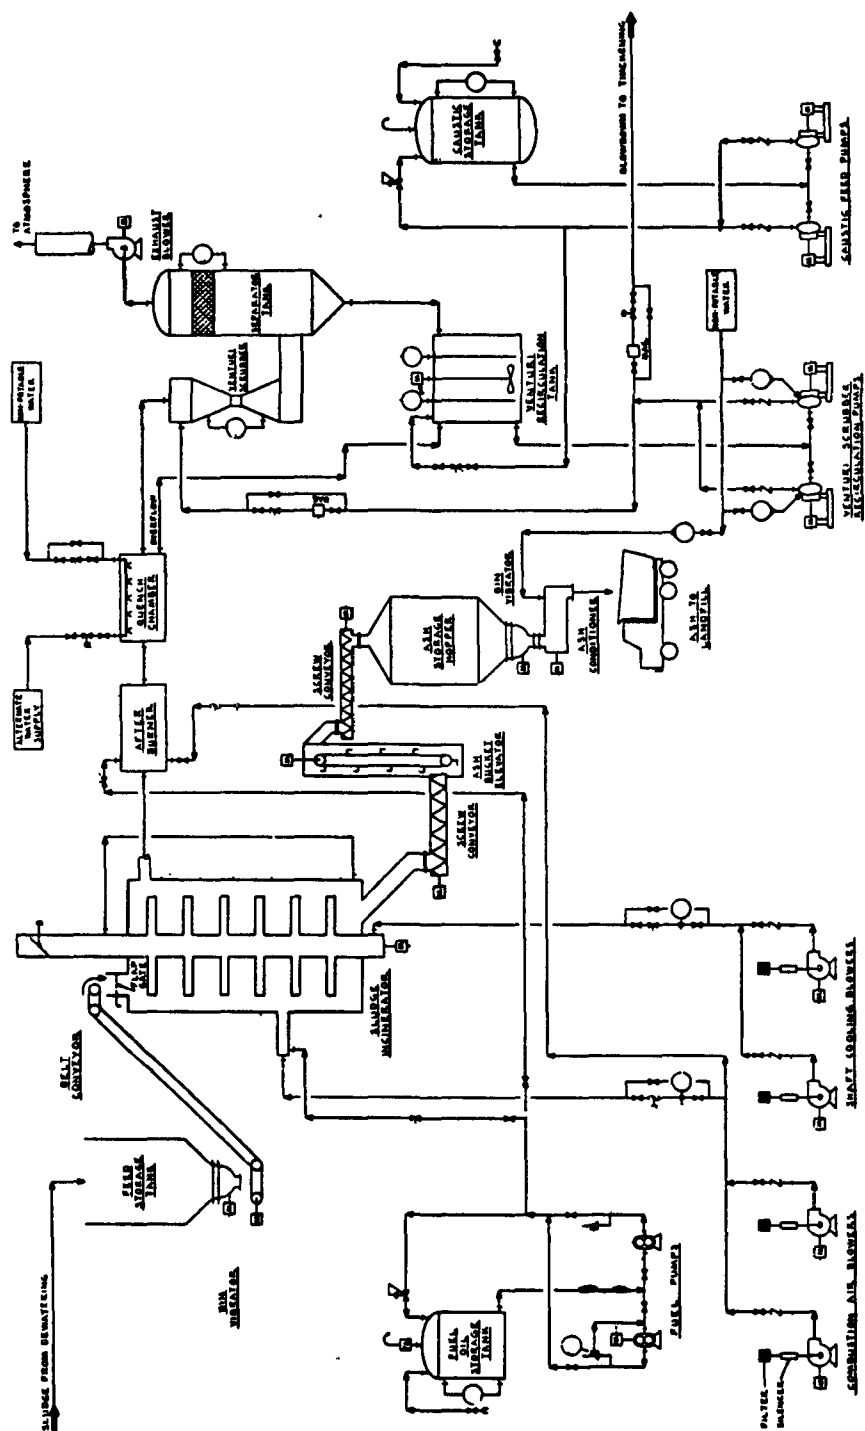 SLUDGE FROM DEWATERING
FEED
STORAGE
TANK
BIN
VIBRATOR
BELT
CONVEYOR
FLAP
GATE
SLUDGE
INCINERATOR
ALTERNATE
WATER
SUPPLY
AFTER
BURNER
QUENCH
CHAMBER
NON-POTABLE
WATER
OVERFLOW
TO
ATMOSPHERE
EXHAUST
BLOWER
VENTURI
SCRUBBER
SEPARATOR
TANK
SCREW
CONVEYOR
ASH
BUCKET
ELEVATOR
SCREW
CONVEYOR
ASH
STORAGE
HOPPER
BIN
VIBRATOR
ASH
CONDITIONER
ASH TO
LANDFILL
VENTURI
RECIRCULATION
TANK
CAUSTIC
STORAGE
TANK
BLOWDOWN TO THICKENING
MAG
NON-POTABLE
WATER
FUEL
OIL
STORAGE
TANK
FUEL PUMPS
FILTER
SILENCER
COMBUSTION AIR BLOWERS
SHAFT COOLING BLOWERS
VENTURI SCRUBBER
RECIRCULATION PUMPS
CAUSTIC FEED PUMPS